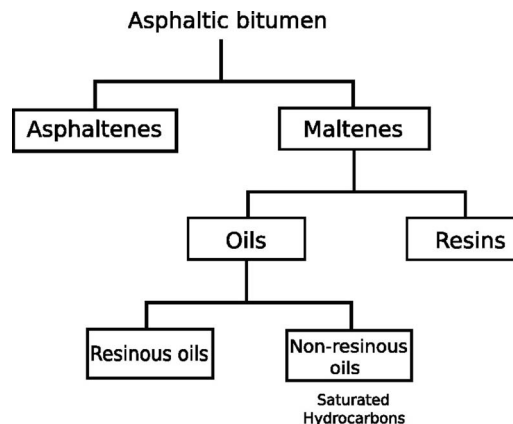 Asphaltic bitumen
Asphaltenes
Maltenes
Oils
Resins
Resinous oils
Non-resinous
oils
Saturated
Hydrocarbons